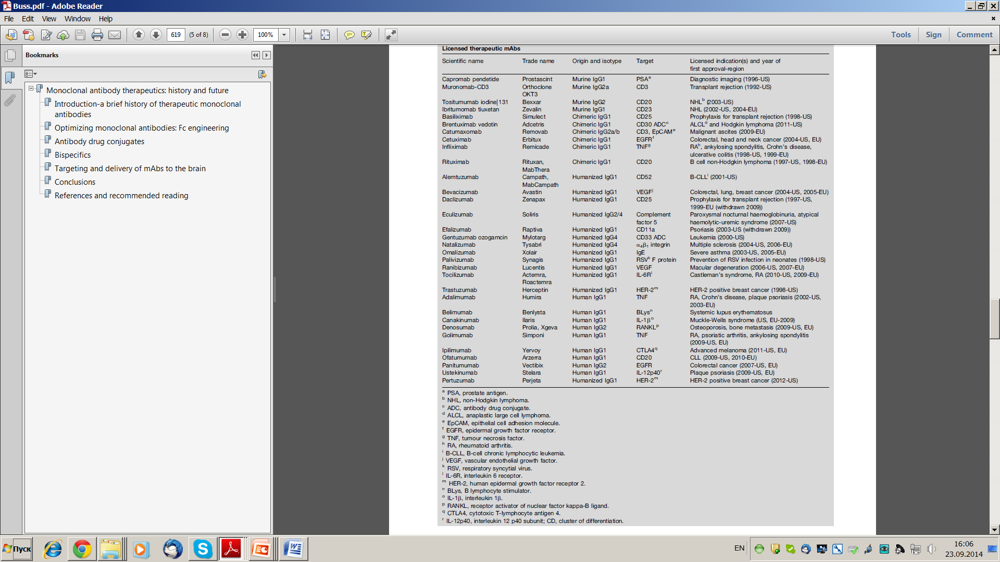 Buss.pdf - Adobe Reader
File Edit View Window Help
619 (5 of 8) 100% Tools Sign Comment
Bookmarks
Monoclonal antibody therapeutics: history and future
Introduction-a brief history of therapeutic monoclonal
antibodies
Optimizing monoclonal antibodies: Fc engineering
Antibody drug conjugates
Bispecifics
Targeting and delivery of mAbs to the brain
Conclusions
References and recommended reading
Licensed therapeutic mAbs
Scientific name Trade name Origin and isotype Target Licensed indication(s) and year of
first approval-region
Capromab pendetide Prostascint Murine IgG1 PSAa Diagnostic imaging (1996-US)
Muronomab-CD3 Orthoclone Murine IgG2a CD3 Transplant rejection (1992-US)
OKT3
Tositumumab iodine|131 Bexxar Murine IgG2 CD20 NHLb (2003-US)
Ibritumomab tiuxetan Zevalin Murine IgG1 CD23 NHL (2002-US, 2004-EU)
Basiliximab Simulect Chimeric IgG1 CD25 Prophylaxis for transplant rejection (1998-US)
Brentuximab vedotin Adcetris Chimeric IgG1 CD30 ADCc ALCLd and Hodgkin lymphoma (2011-US)
Catumaxomab Removab Chimeric IgG2a/b CD3, EpCAMe Malignant ascites (2009-EU)
Cetuximab Erbitux Chimeric IgG1 EGFRf Colorectal, head and neck cancer (2004-US, EU)
Infliximab Remicade Chimeric IgG1 TNFg RAh, ankylosing spondylitis, Crohn's disease,
ulcerative colitis (1998-US, 1999-EU)
Rituximab Rituxan, Chimeric IgG1 CD20 B cell non-Hodgkin lymphoma (1997-US, 1998-EU)
MabThera
Alemtuzumab Campath, Humanized IgG1 CD52 B-CLLi (2001-US)
MabCampath
Bevacizumab Avastin Humanized IgG1 VEGFj Colorectal, lung, breast cancer (2004-US, 2005-EU)
Daclizumab Zenapax Humanized IgG1 CD25 Prophylaxis for transplant rejection (1997-US,
1999-EU (withdrawn 2009))
Eculizumab Soliris Humanized IgG2/4 Complement Paroxysmal nocturnal haemoglobinuria, atypical
factor 5 haemolytic-uremic syndrome (2007-US)
Efalizumab Raptiva Humanized IgG1 CD11a Psoriasis (2003-US (withdrawn 2009))
Gentuzumab ozogamcin Mylotarg Humanized IgG4 CD33 ADC Leukemia (2000-US)
Natalizumab Tysabri Humanized IgG4 α4β1 integrin Multiple sclerosis (2004-US, 2006-EU)
Omalizumab Xolair Humanized IgG1 IgE Severe asthma (2003-US, 2005-EU)
Palivizumab Synagis Humanized IgG1 RSVk F protein Prevention of RSV infection in neonates (1998-US)
Ranibizumab Lucentis Humanized IgG1 VEGF Macular degeneration (2006-US, 2007-EU)
Tocilizumab Actemra, Humanized IgG1 IL-6Rl Castleman's syndrome, RA (2010-US, 2009-EU)
Roactemra
Trastuzumab Herceptin Humanized IgG1 HER-2m HER-2 positive breast cancer (1998-US)
Adalimumab Humira Human IgG1 TNF RA, Crohn's disease, plaque psoriasis (2002-US,
2003-EU)
Belimumab Benlysta Human IgG1 BLysn Systemic lupus erythematosus
Canakinumab Ilaris Human IgG1 IL-1βo Muckle-Wells syndrome (US, EU-2009)
Denosumab Prolia, Xgeva Human IgG2 RANKLp Osteoporosis, bone metastasis (2009-US, EU)
Golimumab Simponi Human IgG1 TNF RA, psoriatic arthritis, ankylosing spondylitis
(2009-US, EU)
Ipilimumab Yervoy Human IgG1 CTLA4q Advanced melanoma (2011-US, EU)
Ofatumumab Arzerra Human IgG1 CD20 CLL (2009-US, 2010-EU)
Panitumumab Vectibix Human IgG2 EGFR Colorectal cancer (2007-US, EU)
Ustekinumab Stelara Human IgG1 IL-12p40r Plaque psoriasis (2009-US, EU)
Pertuzumab Perjeta Humanized IgG1 HER-2m HER-2 positive breast cancer (2012-US)
a PSA, prostate antigen.
b NHL, non-Hodgkin lymphoma.
c ADC, antibody drug conjugate.
d ALCL, anaplastic large cell lymphoma.
e EpCAM, epithelial cell adhesion molecule.
f EGFR, epidermal growth factor receptor.
g TNF, tumour necrosis factor.
h RA, rheumatoid arthritis.
i B-CLL, B-cell chronic lymphocytic leukemia.
j VEGF, vascular endothelial growth factor.
k RSV, respiratory syncytial virus.
l IL-6R, interleukin 6 receptor.
m HER-2, human epidermal growth factor receptor 2.
n BLys, B lymphocyte stimulator.
o IL-1β, interleukin 1β.
p RANKL, receptor activator of nuclear factor kappa-B ligand.
q CTLA4, cytotoxic T-lymphocyte antigen 4.
r IL-12p40, interleukin 12 p40 subunit; CD, cluster of differentiation.
Пуск EN 16:06
23.09.2014